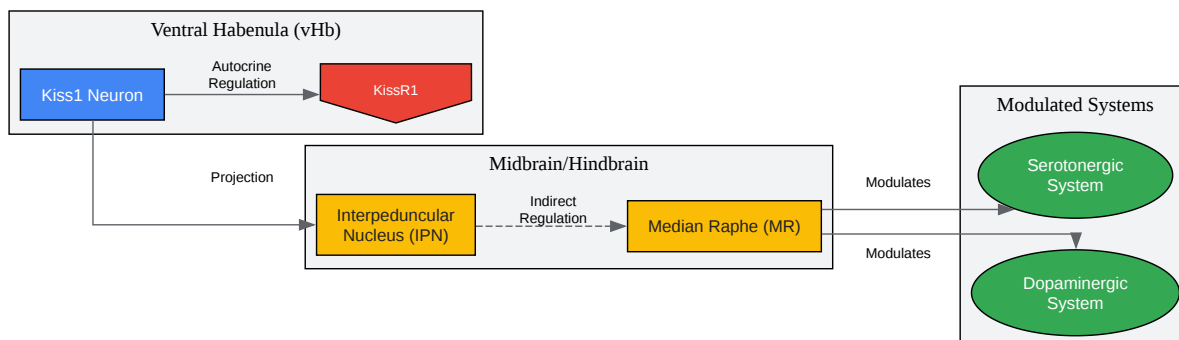 Ventral Habenula (vHb)
Kiss1 Neuron
Autocrine
Regulation
KissR1
Projection
Midbrain/Hindbrain
Interpeduncular
Nucleus (IPN)
Indirect
Regulation
Median Raphe (MR)
Modulates
Modulates
Modulated Systems
Serotonergic
System
Dopaminergic
System